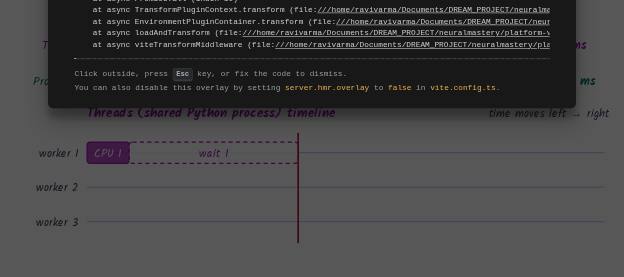 at async TransformPluginContext.transform (file:///home/ravivarma/Documents/DREAM_PROJECT/neuralma
at async EnvironmentPluginContainer.transform (file:///home/ravivarma/Documents/DREAM_PROJECT/neur
at async loadAndTransform (file:///home/ravivarma/Documents/DREAM_PROJECT/neuralmastery/platform-v
at async viteTransformMiddleware (file:///home/ravivarma/Documents/DREAM_PROJECT/neuralmastery/pla
ms
Pro
ms
Click outside, press Esc key, or fix the code to dismiss.
You can also disable this overlay by setting server.hmr.overlay to false in vite.config.ts.
Threads (shared Python process) timeline
time moves left → right
worker 1
CPU 1
wait 1
worker 2
worker 3